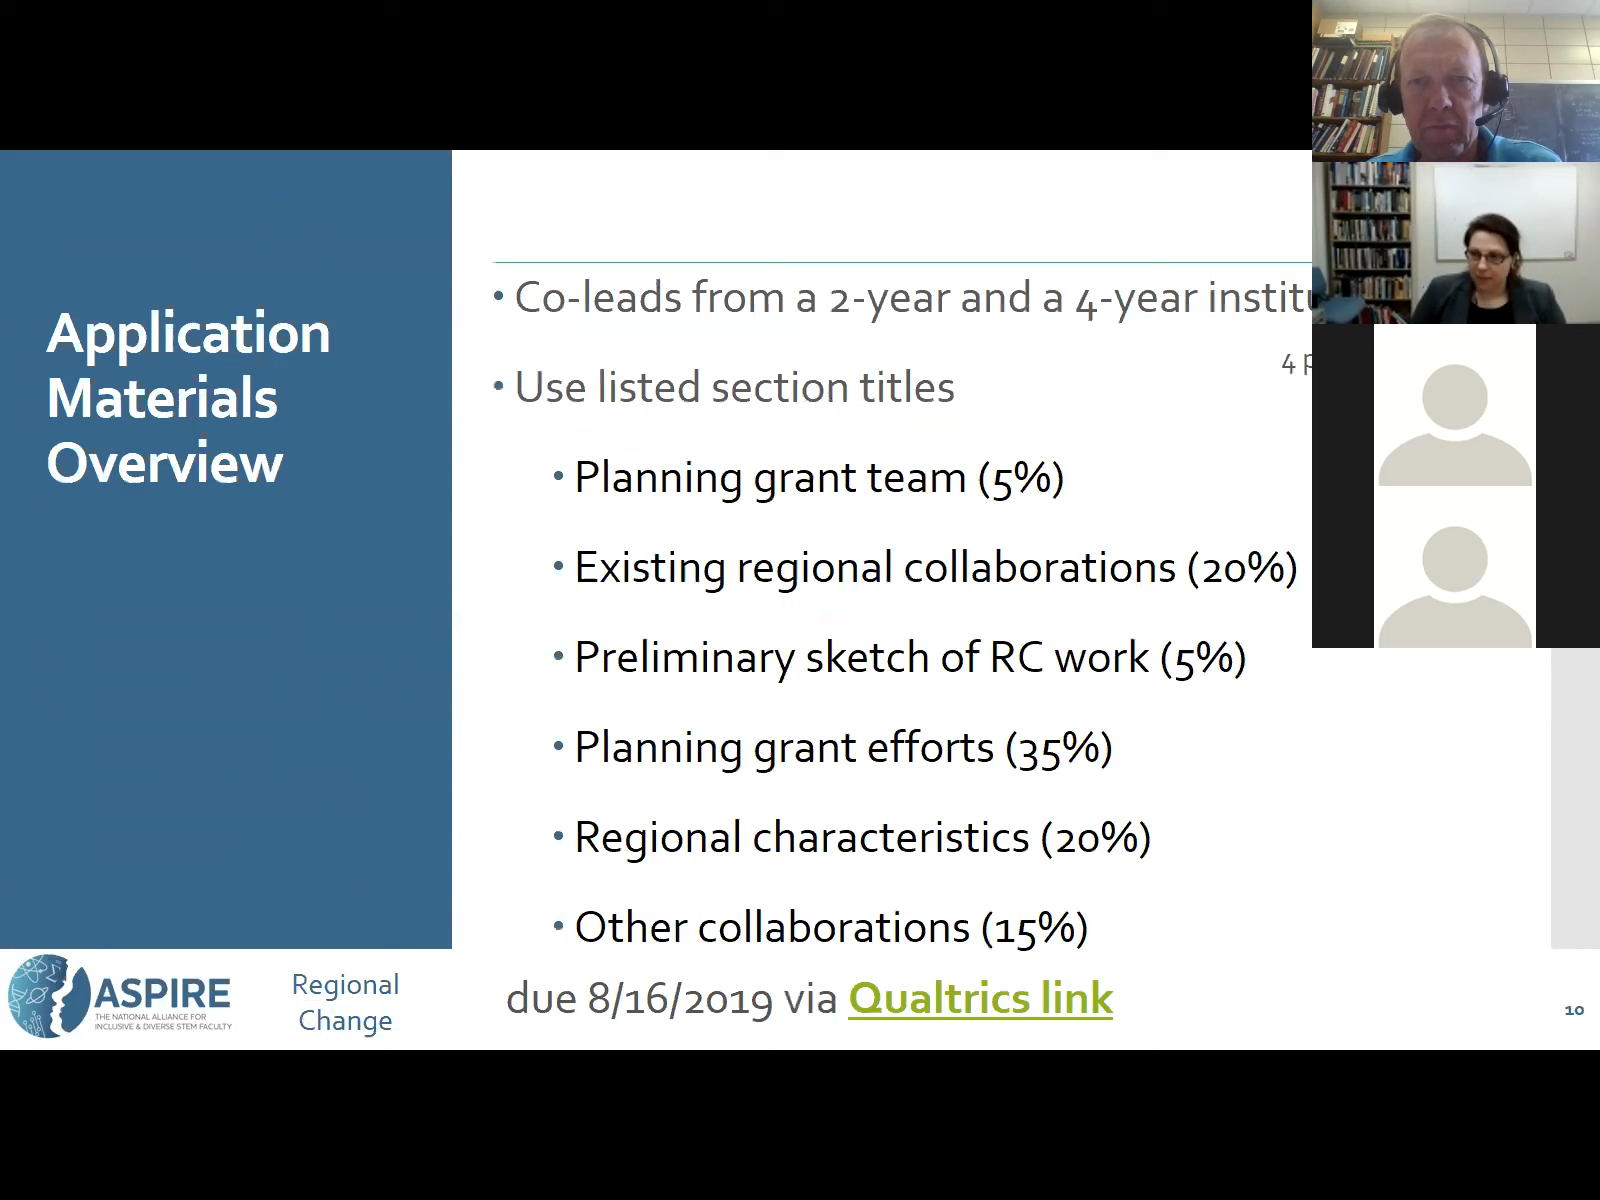 Application
Materials
Overview
• Co-leads from a 2-year and a 4-year
4
• Use listed section titles
• Planning grant team (5%)
• Existing regional collaborations (20%)
• Preliminary sketch of RC work (5%)
• Planning grant efforts (35%)
• Regional characteristics (20%)
• Other collaborations (15%)
due 8/16/2019 via Qualtrics link
ASPIRE
THE NATIONAL ALLIANCE FOR
INCLUSIVE & DIVERSE STEM FACULTY
Regional
Change
10